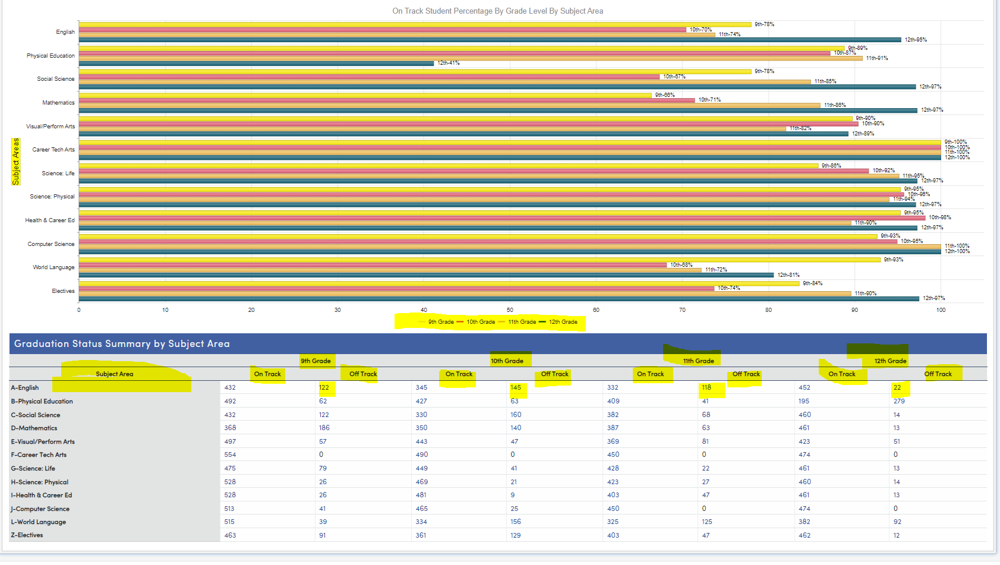 On Track Student Percentage By Grade Level By Subject Area
Subject Areas
English
9th-78%
10th-70%
11th-74%
12th-95%
Physical Education
9th-89%
10th-87%
11th-91%
12th-41%
Social Science
9th-78%
10th-67%
11th-85%
12th-97%
Mathematics
9th-66%
10th-71%
11th-86%
12th-97%
Visual/Perform Arts
9th-90%
10th-90%
11th-82%
12th-89%
Career Tech Arts
9th-100%
10th-100%
11th-100%
12th-100%
Science: Life
9th-86%
10th-92%
11th-95%
12th-97%
Science: Physical
9th-95%
10th-96%
11th-94%
12th-97%
Health & Career Ed
9th-95%
10th-98%
11th-90%
12th-97%
Computer Science
9th-93%
10th-95%
11th-100%
12th-100%
World Language
9th-93%
10th-68%
11th-72%
12th-81%
Electives
9th-84%
10th-74%
11th-90%
12th-97%
0 10 20 30 40 50 60 70 80 90 100
9th Grade 10th Grade 11th Grade 12th Grade
Graduation Status Summary by Subject Area
9th Grade 10th Grade 11th Grade 12th Grade
Subject Area On Track Off Track On Track Off Track On Track Off Track On Track Off Track
A-English 432 122 345 145 332 118 452 22
B-Physical Education 492 62 427 63 409 41 195 279
C-Social Science 432 122 330 160 382 68 460 14
D-Mathematics 368 186 350 140 387 63 461 13
E-Visual/Perform Arts 497 57 443 47 369 81 423 51
F-Career Tech Arts 554 0 490 0 450 0 474 0
G-Science: Life 475 79 449 41 428 22 461 13
H-Science: Physical 528 26 469 21 423 27 460 14
I-Health & Career Ed 528 26 481 9 403 47 461 13
J-Computer Science 513 41 465 25 450 0 474 0
L-World Language 515 39 334 156 325 125 382 92
Z-Electives 463 91 361 129 403 47 462 12